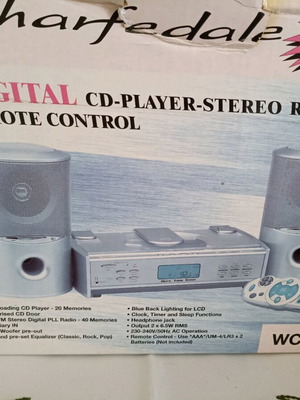 harfedale
GITAL CD-PLAYER-STEREO R
OTE CONTROL
oading CD Player - 20 Memories
rised CD Door
M Stereo Digital PLL Radio - 40 Memories
iary IN
Woofer pre-out
nd pre-set Equalizer (Classic, Rock, Pop)
• Blue Back Lighting for LCD
• Clock, Timer and Sleep Functions
• Headphone jack
• Output 2 x 6.5W RMS
• 230-240V/50Hz AC Operation
• Remote Control - Use "AAA"/UM-4/LR3 x 2
Batteries (Not included)
WC